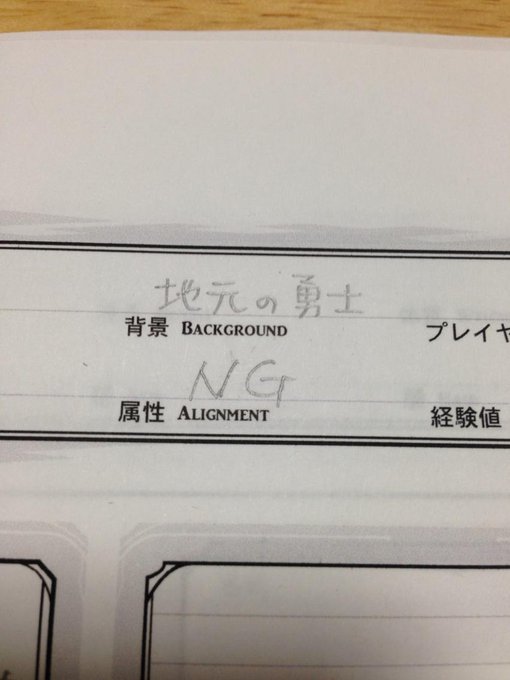 地元の勇士
背景 BACKGROUND プレイヤ
NG
属性 ALIGNMENT 経験値